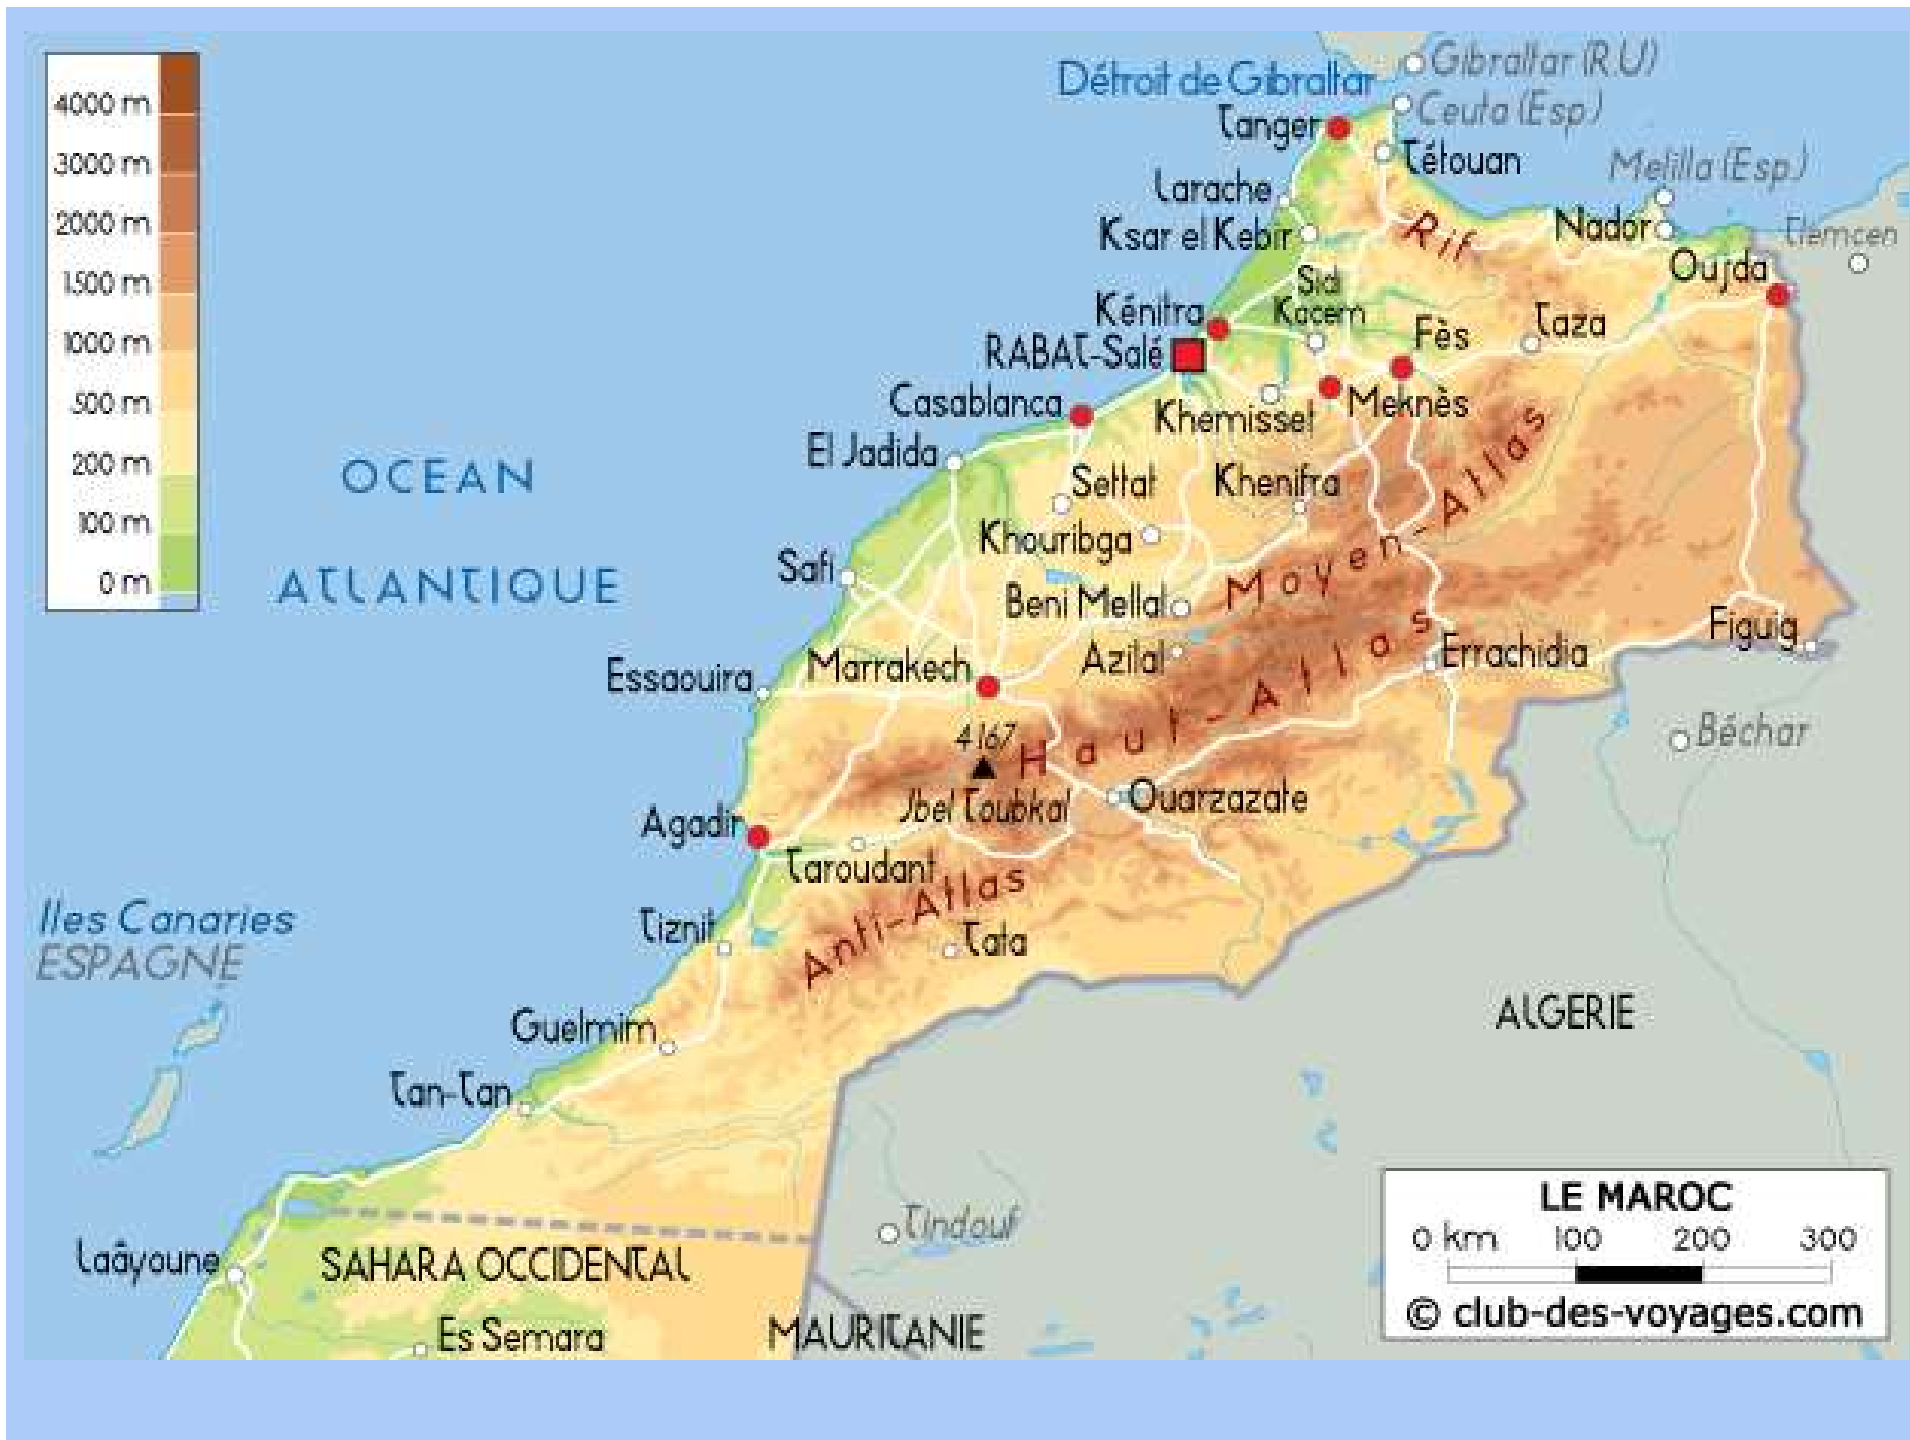 4000 m
3000 m
2000 m
1500 m
1000 m
500 m
200 m
100 m
0 m
Détroit de Gibraltar
Gibraltar (R.U)
Ceuta (Esp.)
Tanger
Tétouan
Melilla (Esp.)
Larache
Ksar el Kebir
Rif
Nador
Tlemcen
Oujda
Sidi
Kacem
Kénitra
RABAT-Salé
Fès
Taza
Casablanca
Khemisset
Meknès
El Jadida
Settat
Khenifra
Moyen-Atlas
OCEAN
ATLANTIQUE
Khouribga
Safi
Beni Mellal
Azilal
Errachidia
Figuig
Essaouira
Marrakech
Haut-Atlas
4167
Jbel Toubkal
Béchar
Ouarzazate
Agadir
Taroudant
Anti-Atlas
Tata
Tiznit
Iles Canaries
ESPAGNE
Guelmim
Tan-Tan
ALGERIE
Laâyoune
SAHARA OCCIDENTAL
Tindouf
Es Semara
MAURITANIE
LE MAROC
0 km 100 200 300
© club-des-voyages.com